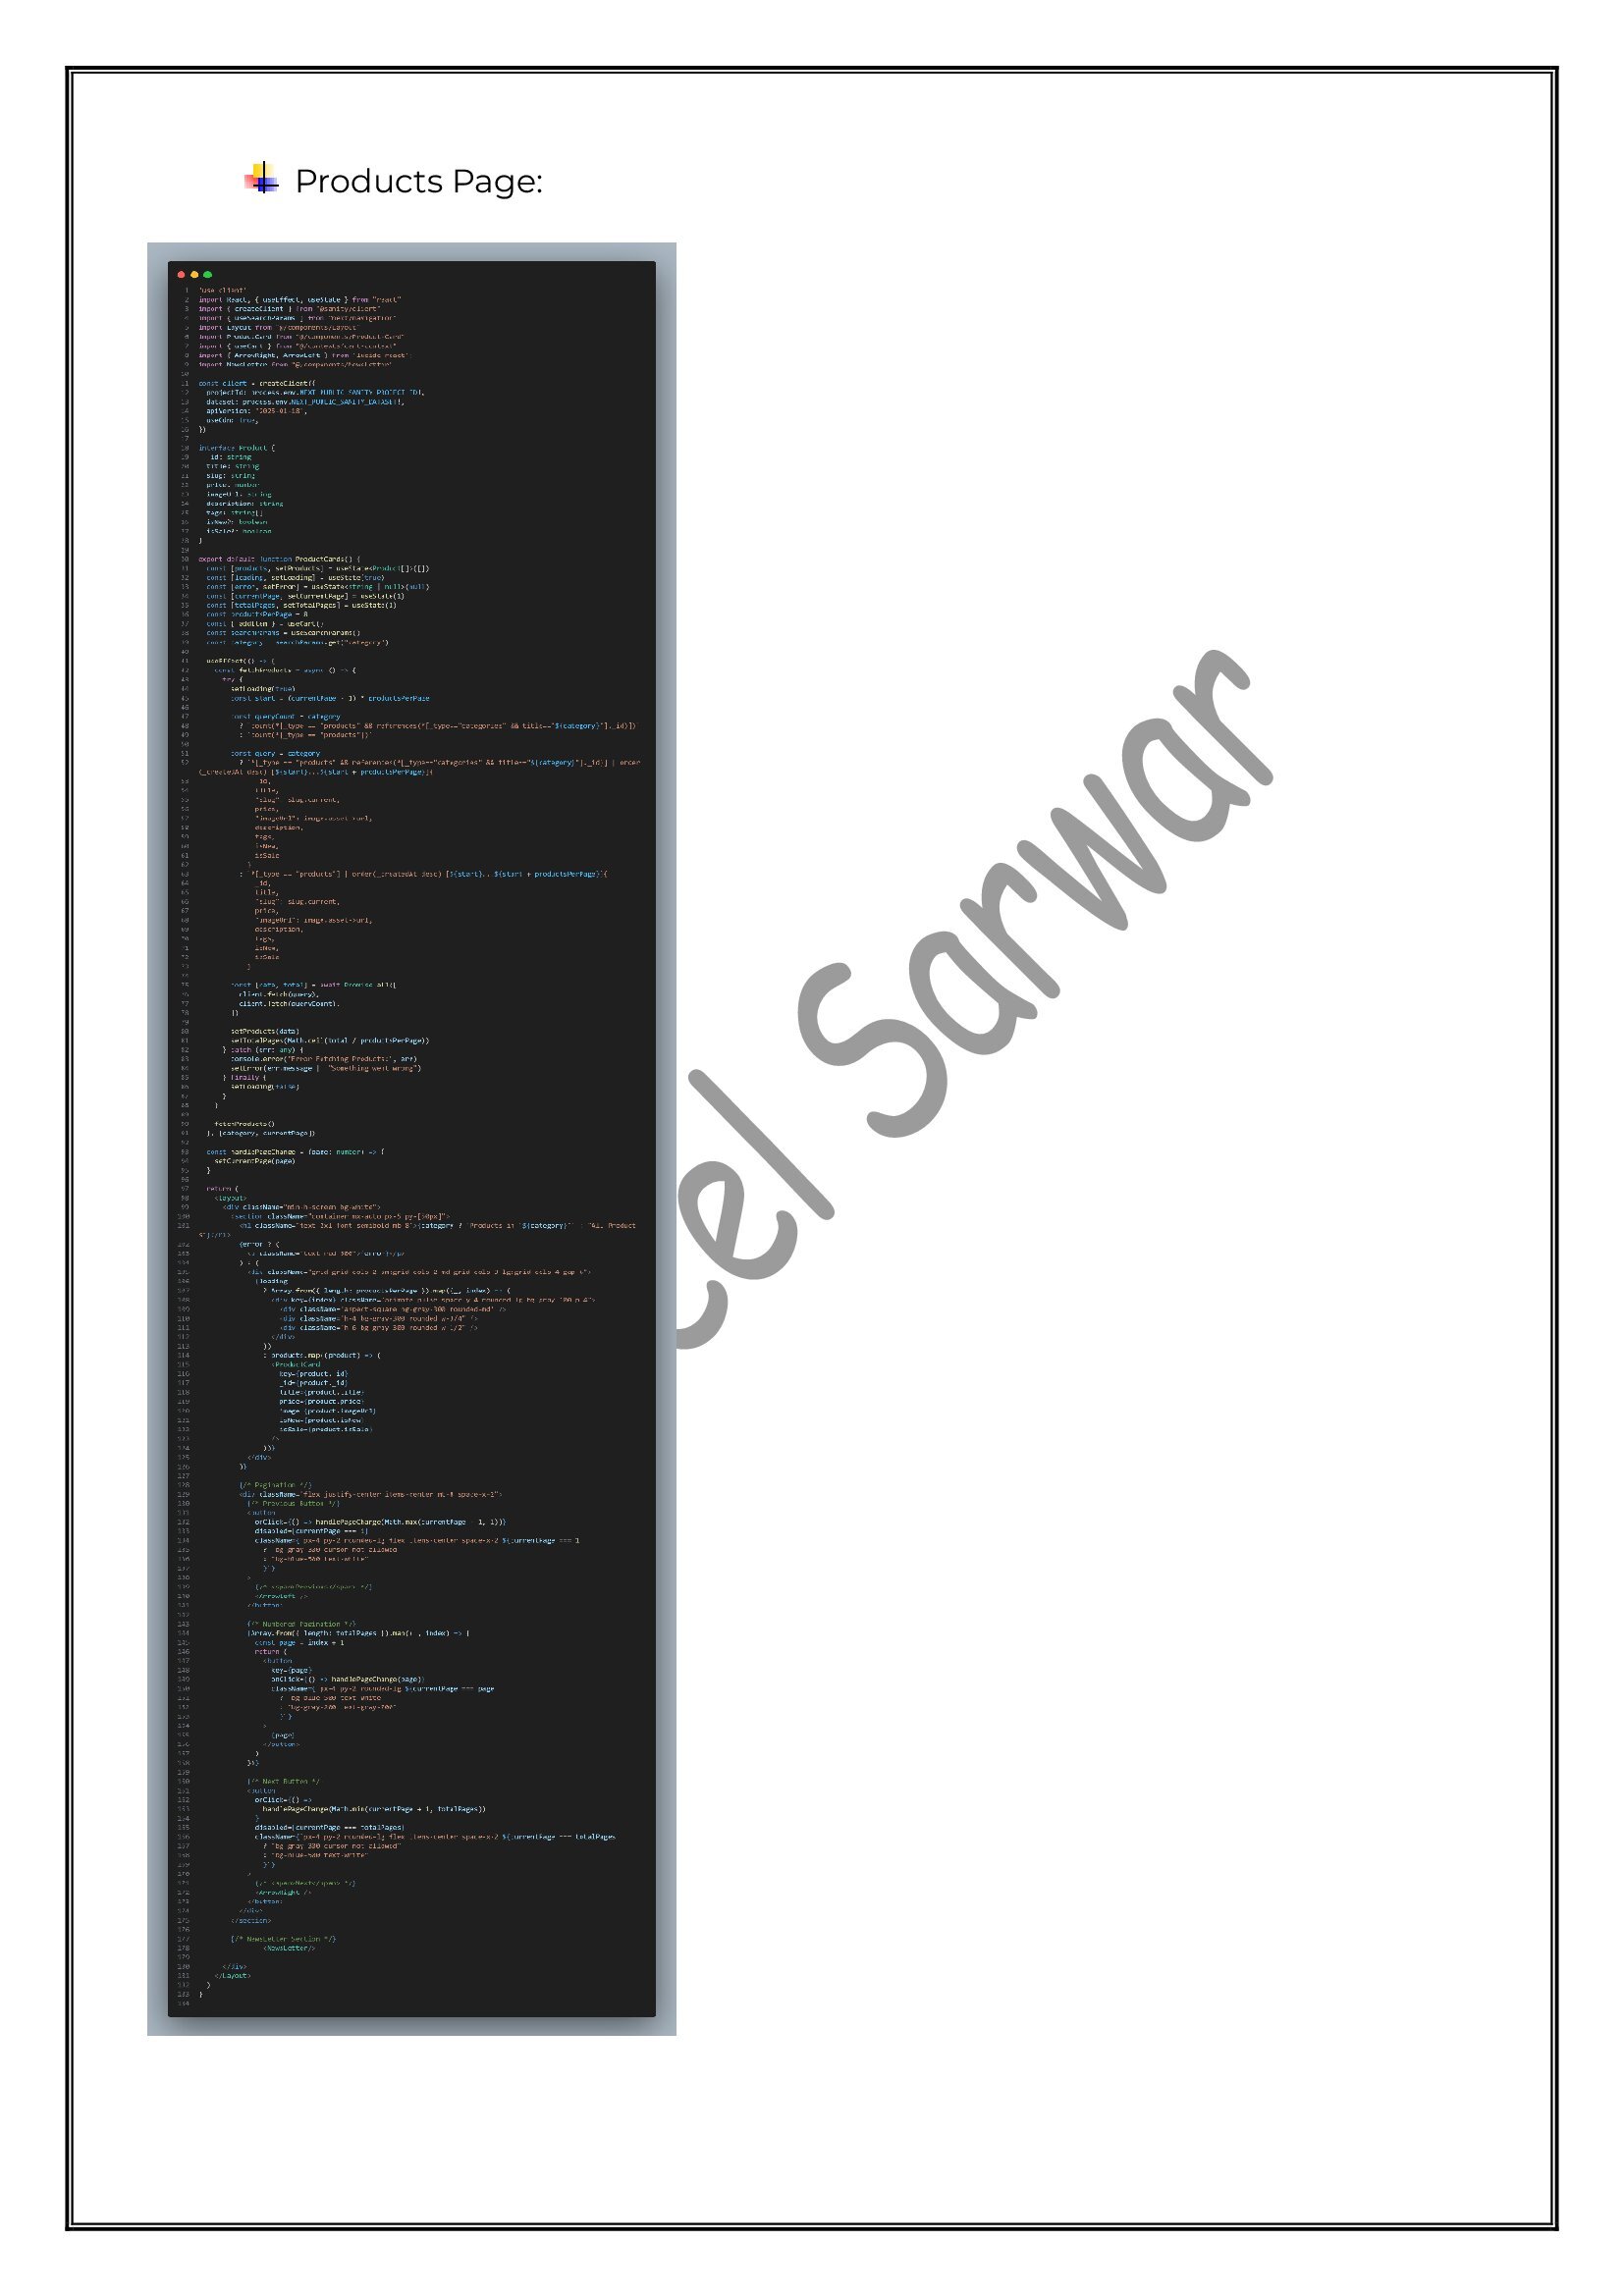 Products Page:
'use client'
import React, { useEffect, useState } from "react"
import { createClient } from "@sanity/client"
import { useSearchParams } from "next/navigation"
import Layout from "@/components/Layout"
import ProductCard from "@/components/Product-Card"
import { useCart } from "@/contexts/cart-context"
import { ArrowRight, ArrowLeft } from
import NewsLetter from "@/components/NewsLetter"
const client = createClient({
projectId: process.env.NEXT_PUBLIC_SANITY_PROJECT_ID!,
dataset: process.env.NEXT_PUBLIC_SANITY_DATASET!,
apiVersion: "2025-01-18",
useCdn: true,
})
interface Product {
_id: string
title: string
slug: string
price: number
imageUrl: string
description: string
tags: string[]
isNew?: boolean
isSale?: boolean
}
export default function ProductCards() {
const [products, setProducts] = useState<Product[]>([])
const [loading, setLoading] = useState(true)
const [error, setError] = useState<string | null>(null)
const [currentPage, setCurrentPage] = useState(1)
const [totalPages, setTotalPages] = useState(1)
const productsPerPage = 8
const { addItem } = useCart()
const searchParams = useSearchParams()
const category = searchParams.get("category")
useEffect(() => {
const fetchProducts = async () => {
try {
setLoading(true)
const start = (currentPage - 1) * productsPerPage
const queryCount = category
? `count(*[_type == "products" && references(*[_type=="categories" && title=="${category}"]._id)])`
: `count(*[_type == "products"])`
const query = category
? `*[_type == "products" && references(*[_type=="categories" && title=="${category}"]._id)] | order
(_createdAt desc) [${start}...${start + productsPerPage}]{
_id,
title,
"slug": slug.current,
price,
"imageUrl": image.asset->url,
description,
tags,
isNew,
isSale
}`
: `*[_type == "products"] | order(_createdAt desc) [${start}...${start + productsPerPage}]{
_id,
title,
"slug": slug.current,
price,
"imageUrl": image.asset->url,
description,
tags,
isNew,
isSale
}`
const [data, total] = await Promise.all([
client.fetch(query),
client.fetch(queryCount),
])
setProducts(data)
setTotalPages(Math.ceil(total / productsPerPage))
} catch (err: any) {
console.error("Error Fetching Products:", err)
setError(err.message || "Something went wrong")
} finally {
setLoading(false)
}
}
fetchProducts()
}, [category, currentPage])
const handlePageChange = (page: number) => {
setCurrentPage(page)
}
return (
<Layout>
<div className="min-h-screen bg-white">
<section className="container mx-auto px-5 py-[50px]">
<h1 className="text-2xl font-semibold mb-8">{category ? `Products in "${category}"` : "All Product
s"}</h1>
{error ? (
<p className="text-red-500">{error}</p>
) : (
<div className="grid grid-cols-2 sm:grid-cols-2 md:grid-cols-3 lg:grid-cols-4 gap-6">
{loading
? Array.from({ length: productsPerPage }).map((_, index) => (
<div key={index} className="animate-pulse space-y-4 rounded-lg bg-gray-100 p-4">
<div className="aspect-square bg-gray-300 rounded-md" />
<div className="h-4 bg-gray-300 rounded w-3/4" />
<div className="h-6 bg-gray-300 rounded w-1/2" />
</div>
))
: products.map((product) => (
<ProductCard
key={product._id}
_id={product._id}
title={product.title}
price={product.price}
image={product.imageUrl}
isNew={product.isNew}
isSale={product.isSale}
/>
))}
</div>
)}
{/* Pagination */}
<div className="flex justify-center items-center mt-8 space-x-2">
{/* Previous Button */}
<button
onClick={() => handlePageChange(Math.max(currentPage - 1, 1))}
disabled={currentPage === 1}
className={`px-4 py-2 rounded-lg flex items-center space-x-2 ${currentPage === 1
? "bg-gray-300 cursor-not-allowed"
: "bg-blue-500 text-white"
}`}
>
{/* <span>Previous</span> */}
<ArrowLeft />
</button>
{/* Numbered Pagination */}
{Array.from({ length: totalPages }).map((_, index) => {
const page = index + 1
return (
<button
key={page}
onClick={() => handlePageChange(page)}
className={`px-4 py-2 rounded-lg ${currentPage === page
? "bg-blue-500 text-white"
: "bg-gray-200 text-gray-700"
}`}
>
{page}
</button>
)
})}
{/* Next Button */}
<button
onClick={() =>
handlePageChange(Math.min(currentPage + 1, totalPages))
}
disabled={currentPage === totalPages}
className={`px-4 py-2 rounded-lg flex items-center space-x-2 ${currentPage === totalPages
? "bg-gray-300 cursor-not-allowed"
: "bg-blue-500 text-white"
}`}
>
{/* <span>Next</span> */}
<ArrowRight />
</button>
</div>
</section>
{/* NewsLetter Section */}
<NewsLetter/>
</div>
</Layout>
)
}
el Sarwar